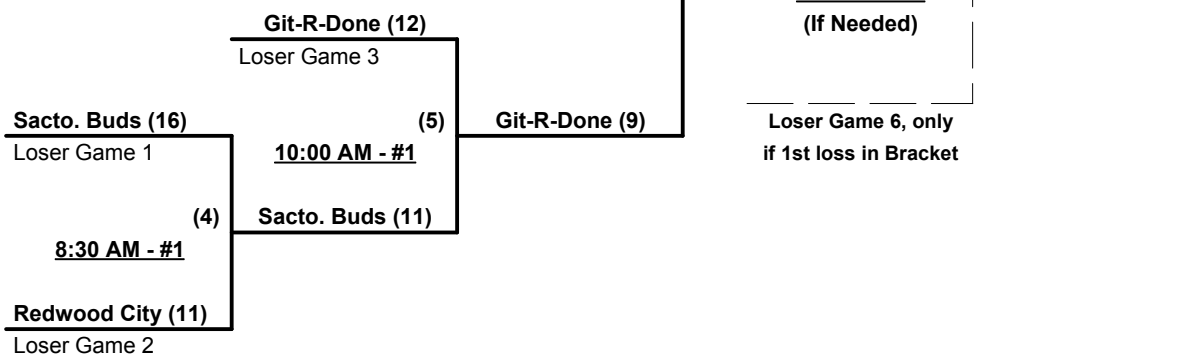 Git-R-Done (12)
(If Needed)
Loser Game 3
Sacto. Buds (16)
(5)
Git-R-Done (9)
Loser Game 6, only
Loser Game 1
10:00 AM - #1
if 1st loss in Bracket
(4)
Sacto. Buds (11)
8:30 AM - #1
Redwood City (11)
Loser Game 2